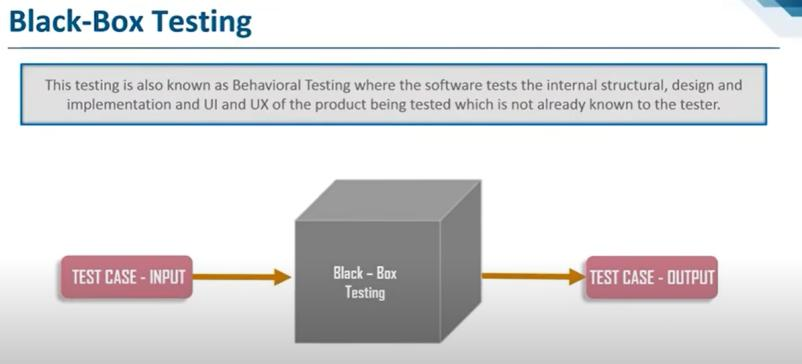 Black-Box Testing
This testing is also known as Behavioral Testing where the software tests the internal structural, design and
implementation and UI and UX of the product being tested which is not already known to the tester.
TEST CASE - INPUT
Black – Box
Testing
TEST CASE - OUTPUT